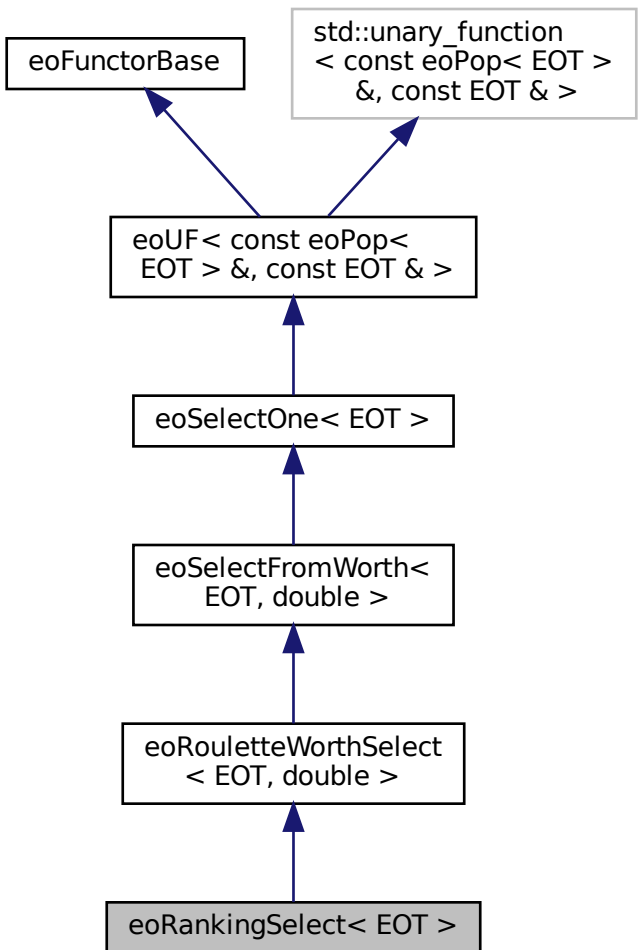 eoFunctorBase
std::unary_function
< const eoPop< EOT >
&, const EOT & >
eoUF< const eoPop<
EOT > &, const EOT & >
eoSelectOne< EOT >
eoSelectFromWorth<
EOT, double >
eoRouletteWorthSelect
< EOT, double >
eoRankingSelect< EOT >